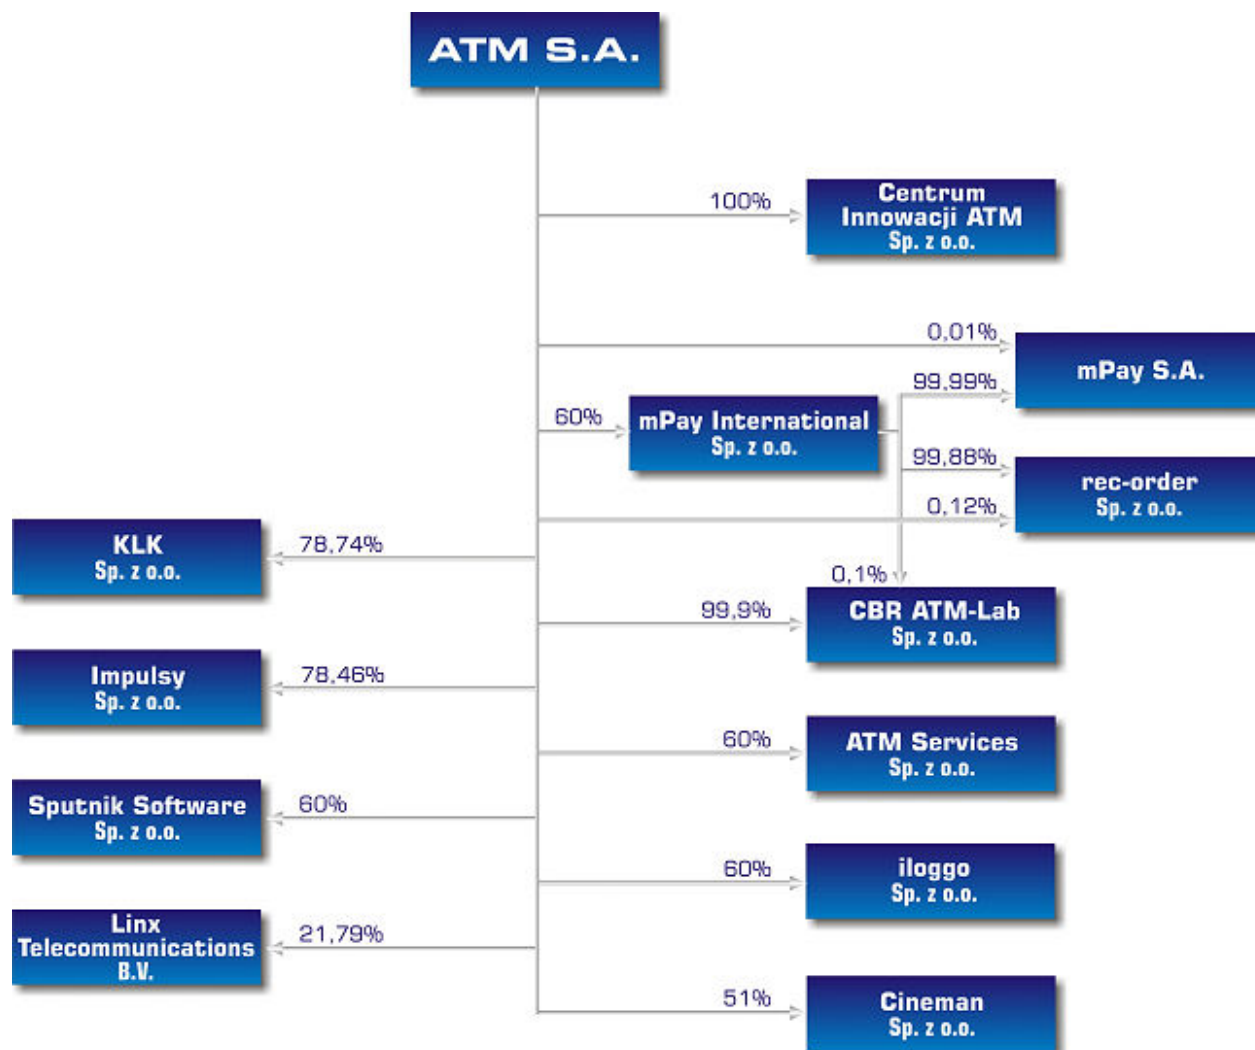 ATM S.A.
100%
Centrum
Innowacji ATM
Sp. z o.o.
0,01%
mPay S.A.
99,99%
60%
mPay International
Sp. z o.o.
99,88%
rec-order
Sp. z o.o.
0,12%
KLK
Sp. z o.o.
78,74%
0,1%
99,9%
CBR ATM-Lab
Sp. z o.o.
Impulsy
Sp. z o.o.
78,46%
60%
ATM Services
Sp. z o.o.
Sputnik Software
Sp. z o.o.
60%
60%
iloggo
Sp. z o.o.
Linx
Telecommunications
B.V.
21,79%
51%
Cineman
Sp. z o.o.